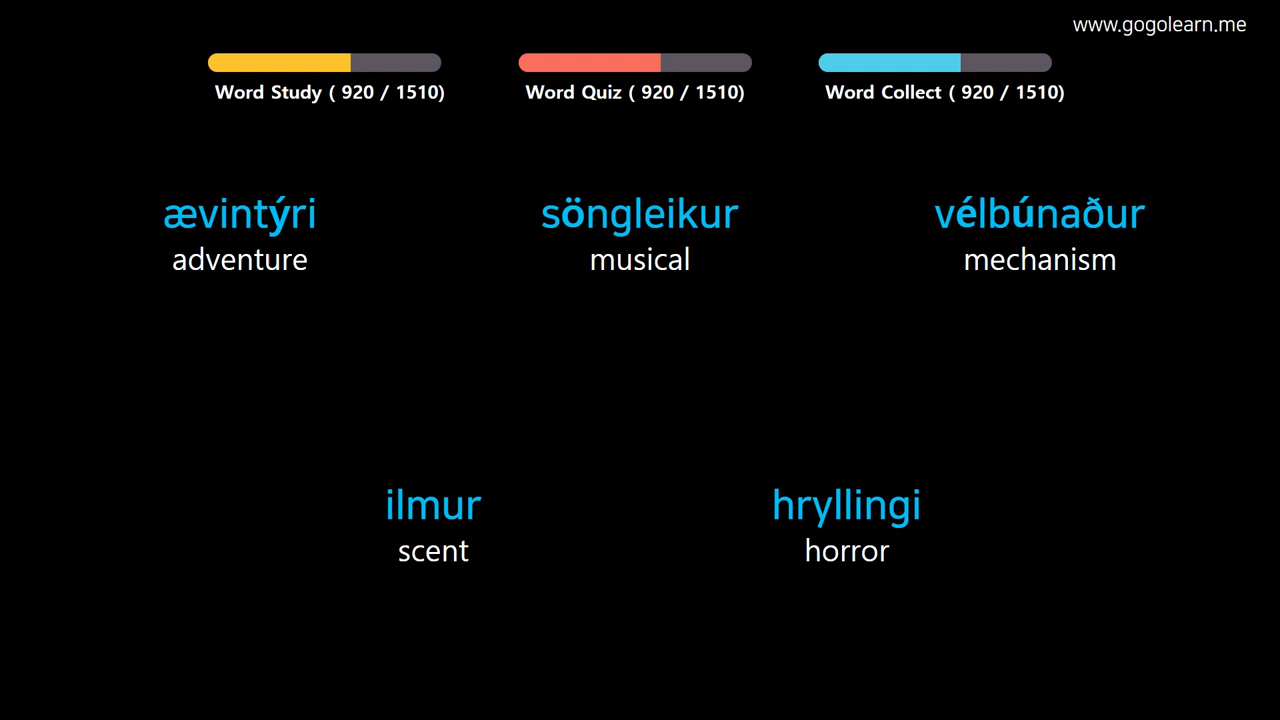 www.gogolearn.me
Word Study ( 920 / 1510)
Word Quiz ( 920 / 1510)
Word Collect ( 920 / 1510)
ævintýri
adventure
söngleikur
musical
vélbúnaður
mechanism
ilmur
scent
hryllingi
horror